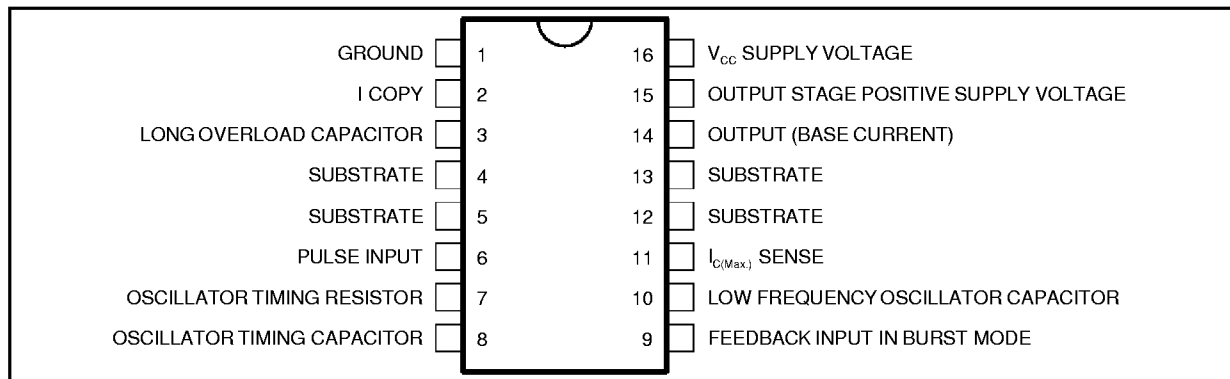 GROUND 1 16 VCC SUPPLY VOLTAGE
I COPY 2 15 OUTPUT STAGE POSITIVE SUPPLY VOLTAGE
LONG OVERLOAD CAPACITOR 3 14 OUTPUT (BASE CURRENT)
SUBSTRATE 4 13 SUBSTRATE
SUBSTRATE 5 12 SUBSTRATE
PULSE INPUT 6 11 IC(Max.) SENSE
OSCILLATOR TIMING RESISTOR 7 10 LOW FREQUENCY OSCILLATOR CAPACITOR
OSCILLATOR TIMING CAPACITOR 8 9 FEEDBACK INPUT IN BURST MODE